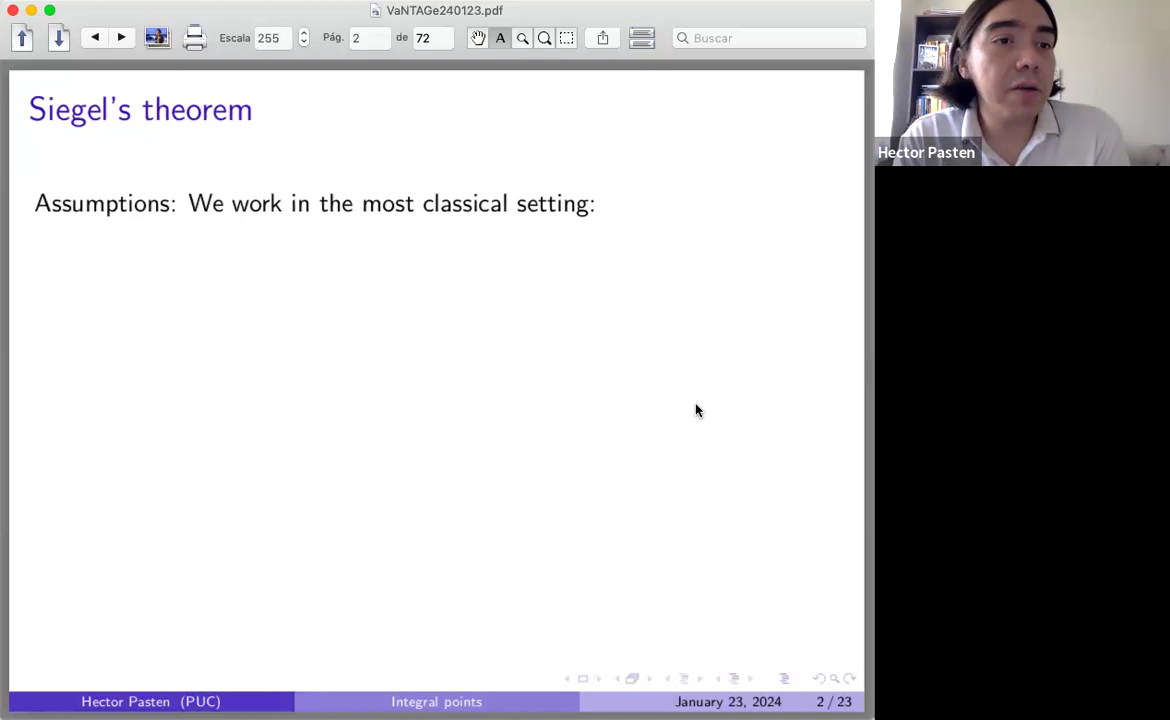 VaNTAGe240123.pdf
Escala 255 Pág. 2 de 72 A Buscar
Siegel's theorem
Assumptions: We work in the most classical setting:
Hector Pasten (PUC) Integral points January 23, 2024 2 / 23
Hector Pasten